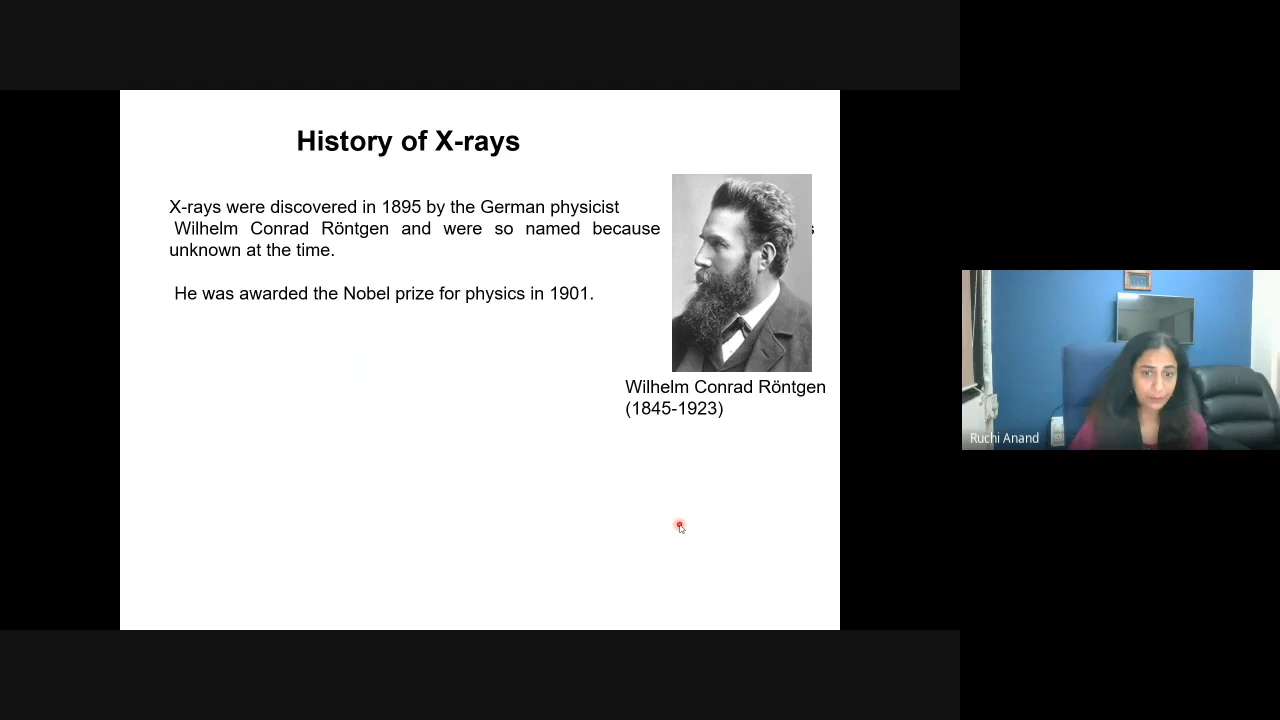 History of X-rays
X-rays were discovered in 1895 by the German physicist
Wilhelm Conrad Röntgen and were so named because
unknown at the time.
He was awarded the Nobel prize for physics in 1901.
Wilhelm Conrad Röntgen
(1845-1923)
Ruchi Anand